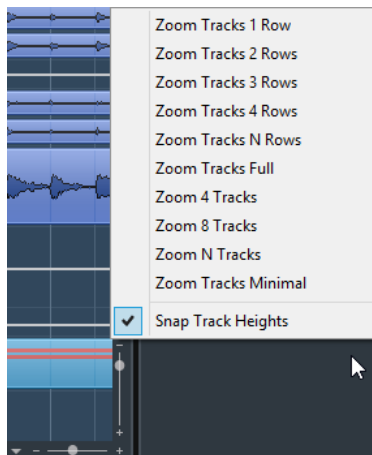 Zoom Tracks 1 Row
Zoom Tracks 2 Rows
Zoom Tracks 3 Rows
Zoom Tracks 4 Rows
Zoom Tracks N Rows
Zoom Tracks Full
Zoom 4 Tracks
Zoom 8 Tracks
Zoom N Tracks
Zoom Tracks Minimal
Snap Track Heights